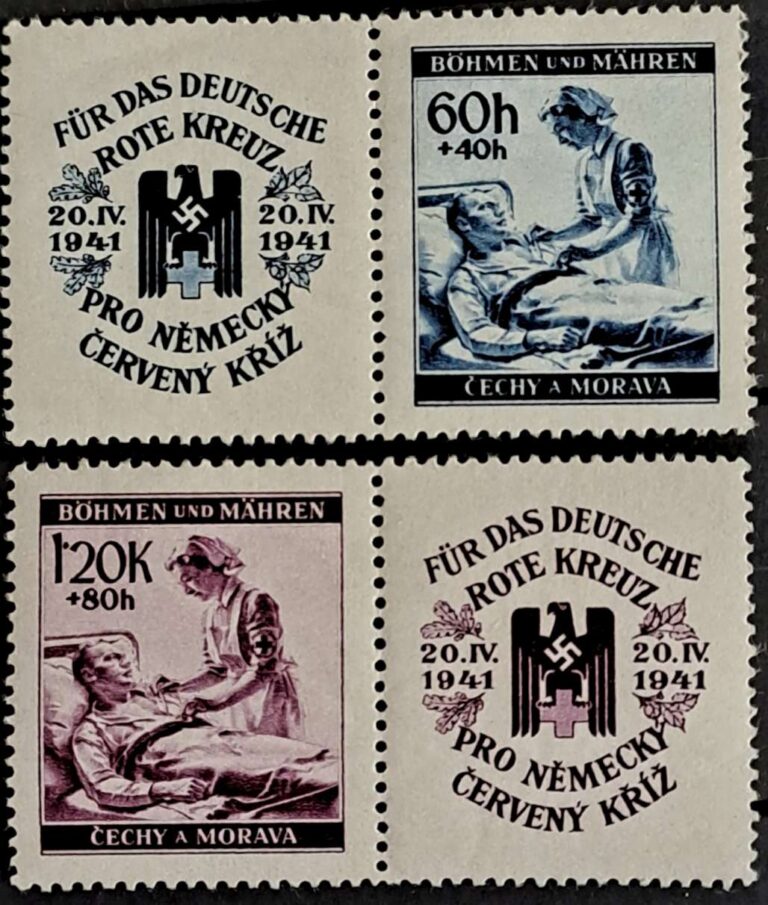 FÜR DAS DEUTSCHE
ROTE KREUZ
20.IV. 20.IV.
1941 1941
PRO NĚMECKÝ
ČERVENÝ KŘÍŽ
BÖHMEN UND MÄHREN
60h
+40h
ČECHY A MORAVA
BÖHMEN UND MÄHREN
1·20K
+80h
ČECHY A MORAVA
FÜR DAS DEUTSCHE
ROTE KREUZ
20.IV. 20.IV.
1941 1941
PRO NĚMECKÝ
ČERVENÝ KŘÍŽ